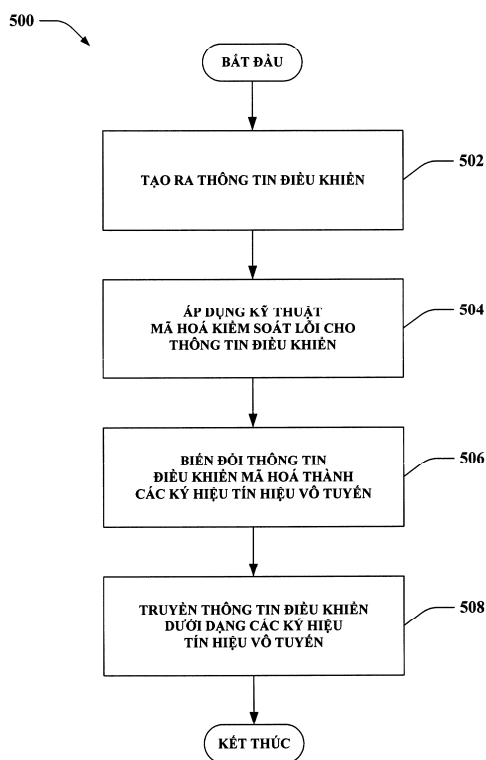 500
BẮT ĐẦU
TẠO RA THÔNG TIN ĐIỀU KHIỂN
502
ÁP DỤNG KỸ THUẬT
MÃ HOÁ KIỂM SOÁT LỖI CHO
THÔNG TIN ĐIỀU KHIỂN
504
BIẾN ĐỔI THÔNG TIN
ĐIỀU KHIỂN MÃ HOÁ THÀNH
CÁC KÝ HIỆU TÍN HIỆU VÔ TUYẾN
506
TRUYỀN THÔNG TIN ĐIỀU KHIỂN
DƯỚI DẠNG CÁC KÝ HIỆU
TÍN HIỆU VÔ TUYẾN
508
KẾT THÚC